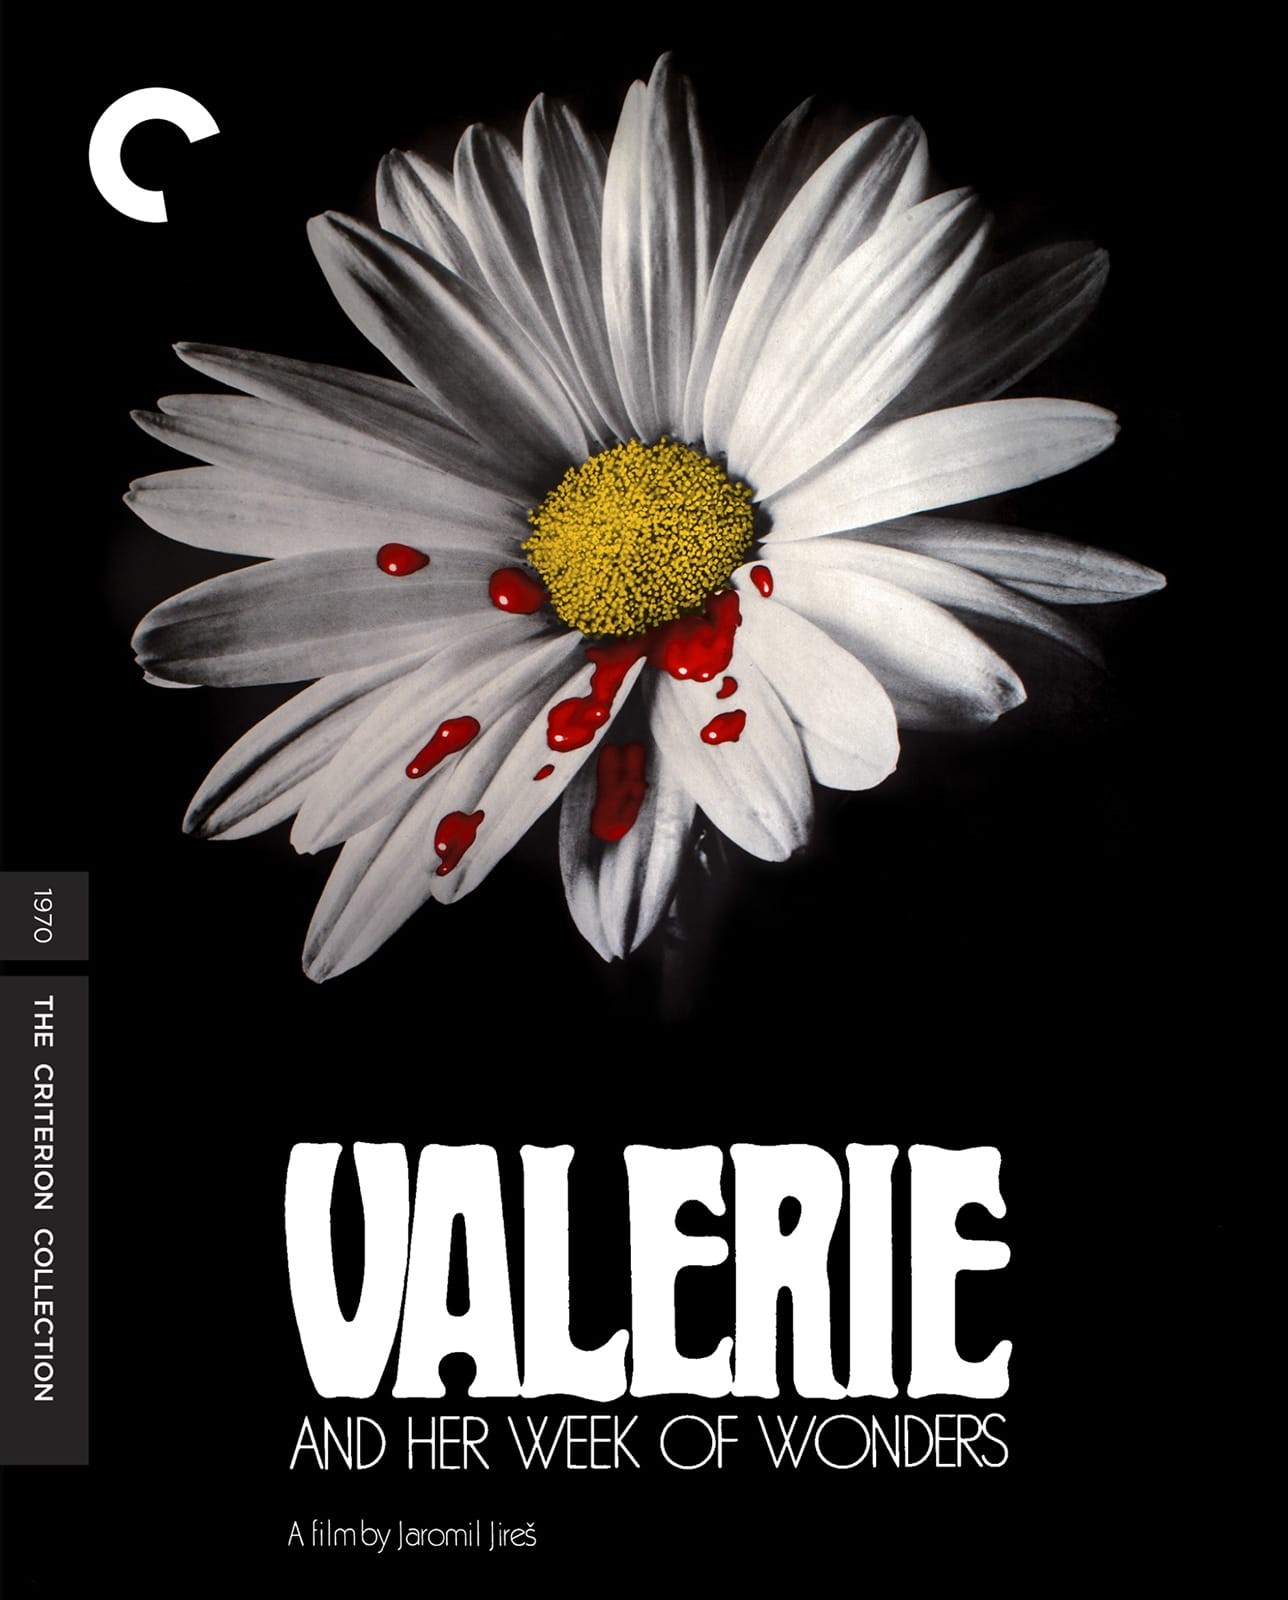 1970
THE CRITERION COLLECTION
VALERIE
AND HER WEEK OF WONDERS
A film by Jaromil Jireš